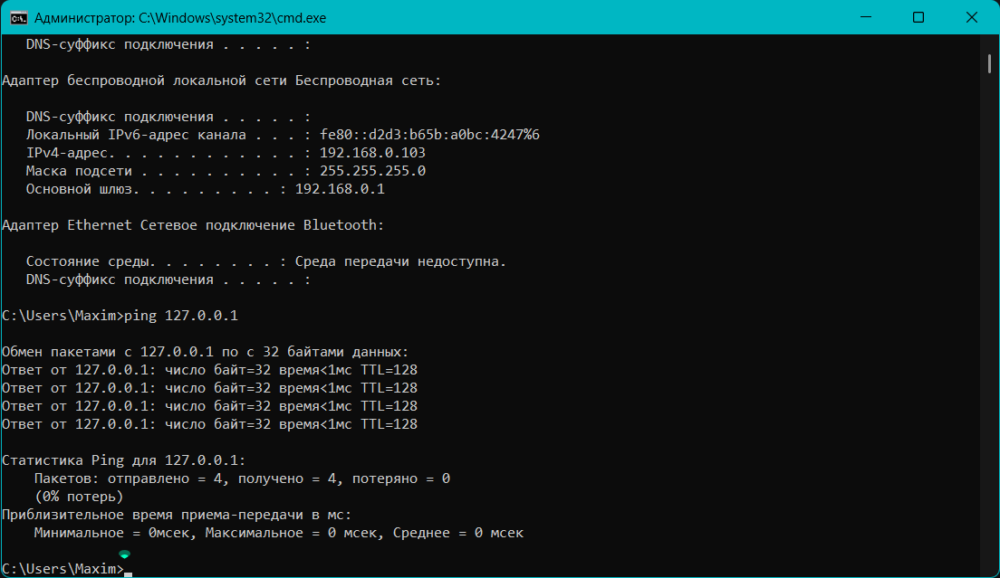 Администратор: C:\Windows\system32\cmd.exe
DNS-суффикс подключения . . . . . :
Адаптер беспроводной локальной сети Беспроводная сеть:
DNS-суффикс подключения . . . . . :
Локальный IPv6-адрес канала . . . : fe80::d2d3:b65b:a0bc:4247%6
IPv4-адрес. . . . . . . . . . . . : 192.168.0.103
Маска подсети . . . . . . . . . . : 255.255.255.0
Основной шлюз. . . . . . . . . : 192.168.0.1
Адаптер Ethernet Сетевое подключение Bluetooth:
Состояние среды. . . . . . . . : Среда передачи недоступна.
DNS-суффикс подключения . . . . . :
C:\Users\Maxim>ping 127.0.0.1
Обмен пакетами с 127.0.0.1 по с 32 байтами данных:
Ответ от 127.0.0.1: число байт=32 время<1мс TTL=128
Ответ от 127.0.0.1: число байт=32 время<1мс TTL=128
Ответ от 127.0.0.1: число байт=32 время<1мс TTL=128
Ответ от 127.0.0.1: число байт=32 время<1мс TTL=128
Статистика Ping для 127.0.0.1:
Пакетов: отправлено = 4, получено = 4, потеряно = 0
(0% потерь)
Приблизительное время приема-передачи в мс:
Минимальное = 0мсек, Максимальное = 0 мсек, Среднее = 0 мсек
C:\Users\Maxim>